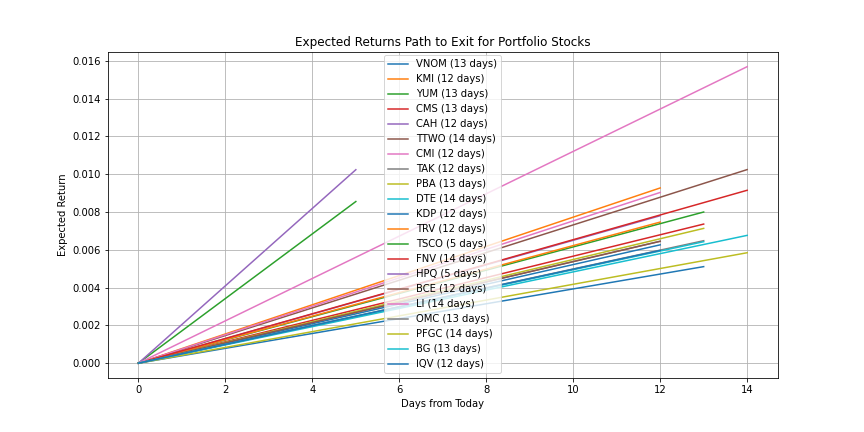 Expected Returns Path to Exit for Portfolio Stocks
Expected Return
0.016
0.014
0.012
0.010
0.008
0.006
0.004
0.002
0.000
VNOM (13 days)
KMI (12 days)
YUM (13 days)
CMS (13 days)
CAH (12 days)
TTWO (14 days)
CMI (12 days)
TAK (12 days)
PBA (13 days)
DTE (14 days)
KDP (12 days)
TRV (12 days)
TSCO (5 days)
FNV (14 days)
HPQ (5 days)
BCE (12 days)
LI (14 days)
OMC (13 days)
PFGC (14 days)
BG (13 days)
IQV (12 days)
0 2 4 6 8 10 12 14
Days from Today